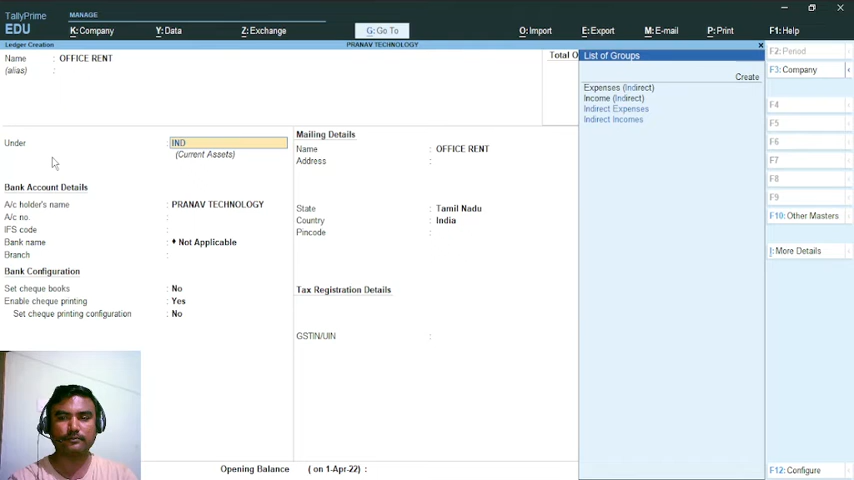 TallyPrime
EDU
MANAGE
K: Company
Y: Data
Z: Exchange
G: Go To
O: Import
E: Export
M: E-mail
P: Print
F1: Help
Ledger Creation
PRANAV TECHNOLOGY
Name : OFFICE RENT
(alias) :
Total O
Under : IND
(Current Assets)
Bank Account Details
A/c holder's name : PRANAV TECHNOLOGY
A/c no. :
IFS code :
Bank name : ♦ Not Applicable
Branch :
Bank Configuration
Set cheque books : No
Enable cheque printing : Yes
Set cheque printing configuration : No
Mailing Details
Name : OFFICE RENT
Address :
State : Tamil Nadu
Country : India
Pincode :
Tax Registration Details
GSTIN/UIN :
Opening Balance ( on 1-Apr-22) :
List of Groups
Create
Expenses (Indirect)
Income (Indirect)
Indirect Expenses
Indirect Incomes
F2: Period
F3: Company
F4
F5
F6
F7
F8
F9
F10: Other Masters
I: More Details
F12: Configure